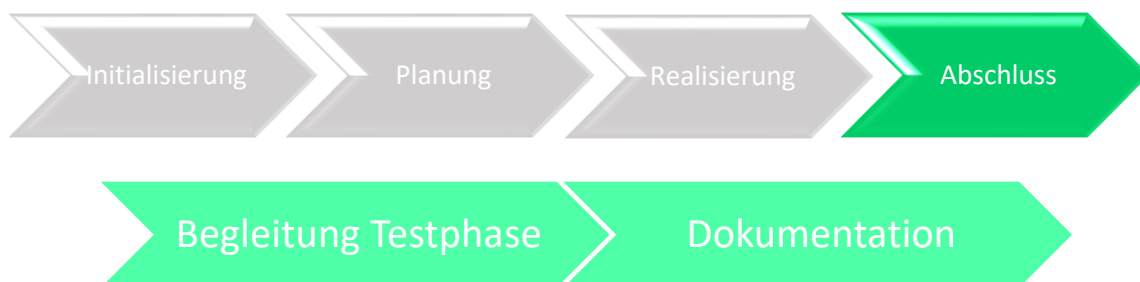 Initialisierung
Planung
Realisierung
Abschluss
Begleitung Testphase
Dokumentation